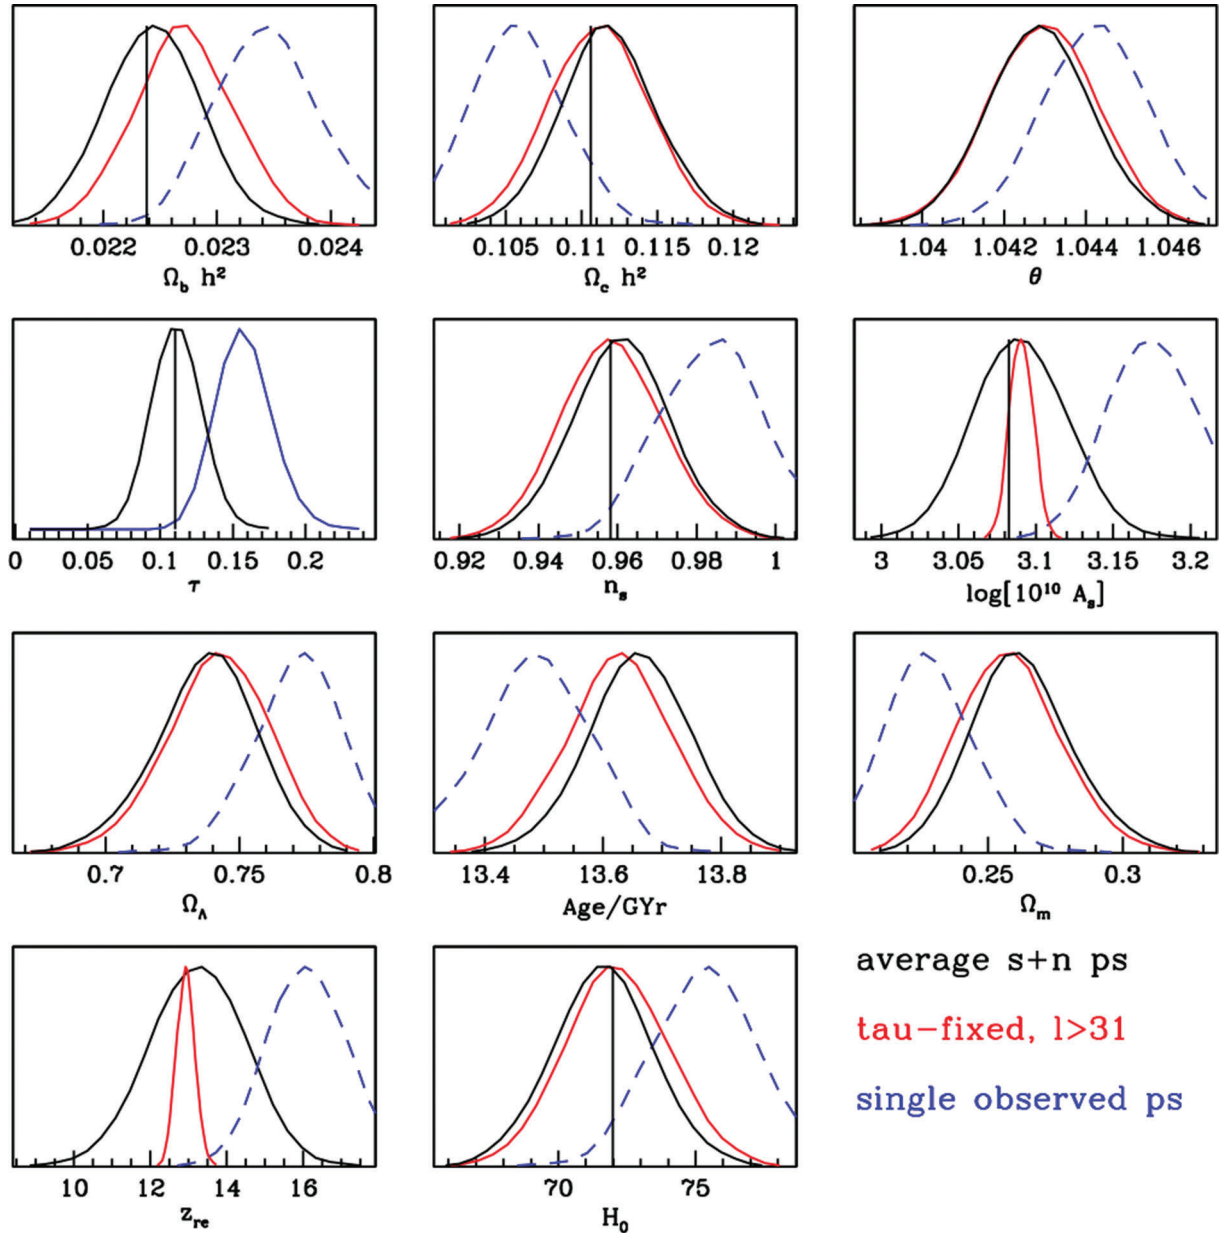 0.022 0.023 0.024
Ω_b h²
0.105 0.11 0.115 0.12
Ω_c h²
1.04 1.042 1.044 1.046
θ
0 0.05 0.1 0.15 0.2
τ
0.92 0.94 0.96 0.98 1
n_s
3 3.05 3.1 3.15 3.2
log[10¹⁰ A_s]
0.7 0.75 0.8
Ω_Λ
13.4 13.6 13.8
Age/GYr
0.25 0.3
Ω_m
10 12 14 16
z_re
70 75
H_0
average s+n ps
tau-fixed, l>31
single observed ps